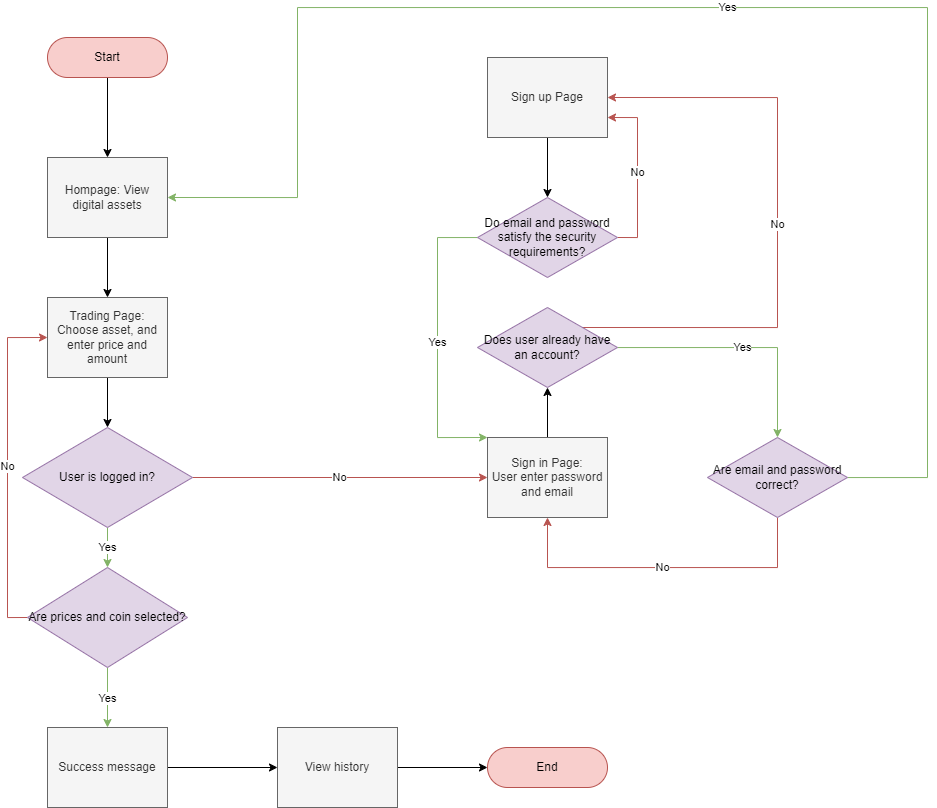 Yes
Start
Sign up Page
No
Hompage: View
digital assets
Do email and password
satisfy the security
requirements?
No
Trading Page:
Choose asset, and
enter price and
amount
Yes
Does user already have
an account?
Yes
No
User is logged in?
No
Sign in Page:
User enter password
and email
Are email and password
correct?
Yes
No
Are prices and coin selected?
Yes
Success message
View history
End